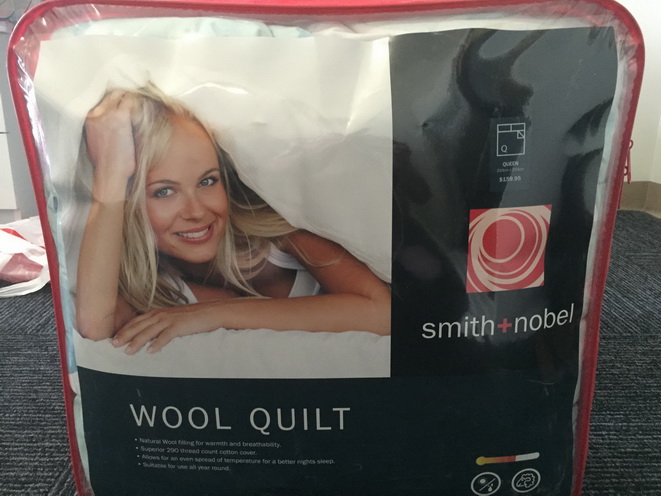 Q
QUEEN
smith+nobel
WOOL QUILT
• Natural Wool filling for warmth and breathability.
• Superior 290 thread count cotton cover.
• Allows for an even spread of temperature for a better nights sleep.
• Suitable for use all year round.